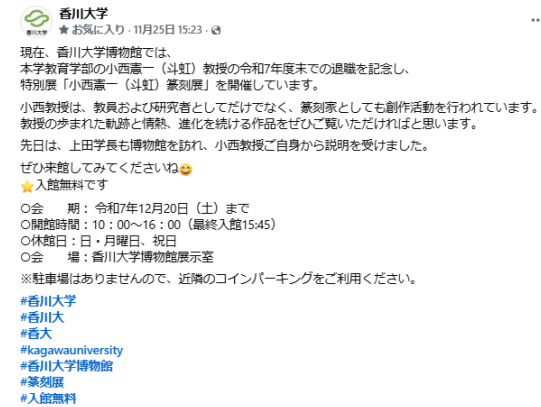 香川大学
★ お気に入り・11月25日 15:23・
現在、香川大学博物館では、
本学教育学部の小西憲一（斗虹）教授の令和7年度末での退職を記念し、
特別展「小西憲一（斗虹）篆刻展」を開催しています。
小西教授は、教員および研究者としてだけでなく、篆刻家としても創作活動を行われています。
教授の歩まれた軌跡と情熱、進化を続ける作品をぜひご覧いただければと思います。
先日は、上田学長も博物館を訪れ、小西教授ご自身から説明を受けました。
ぜひ来館してみてくださいね😄
⭐入館無料です
○会　　期：令和7年12月20日（土）まで
○開館時間：10：00～16：00（最終入館15:45）
○休館日：日・月曜日、祝日
○会　　場：香川大学博物館展示室
※駐車場はありませんので、近隣のコインパーキングをご利用ください。
#香川大学
#香川大
#香大
#kagawauniversity
#香川大学博物館
#篆刻展
#入館無料